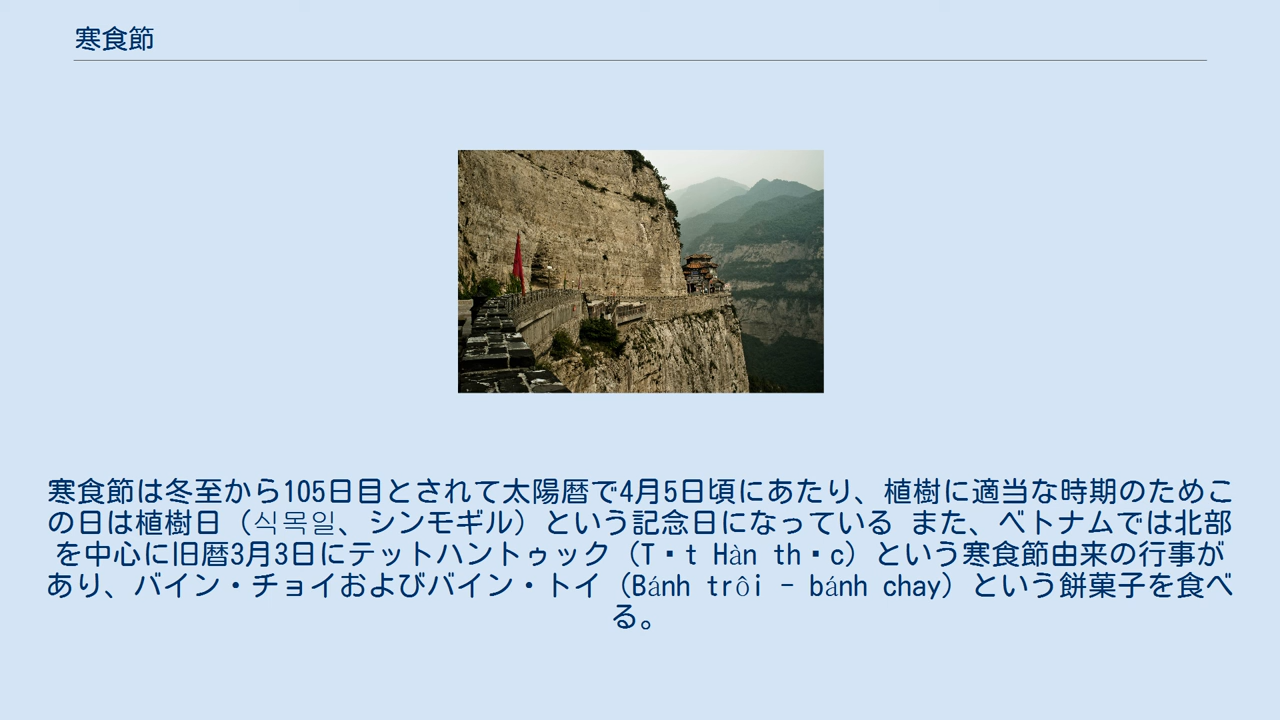 寒食節
寒食節は冬至から105日目とされて太陽暦で4月5日頃にあたり、植樹に適当な時期のためこ
の日は植樹日（식목일、シンモギル）という記念日になっている また、ベトナムでは北部
を中心に旧暦3月3日にテットハントゥック（T▪t Hàn th▪c）という寒食節由来の行事が
あり、バイン・チョイおよびバイン・トイ（Bánh trôi - bánh chay）という餅菓子を食べ
る。